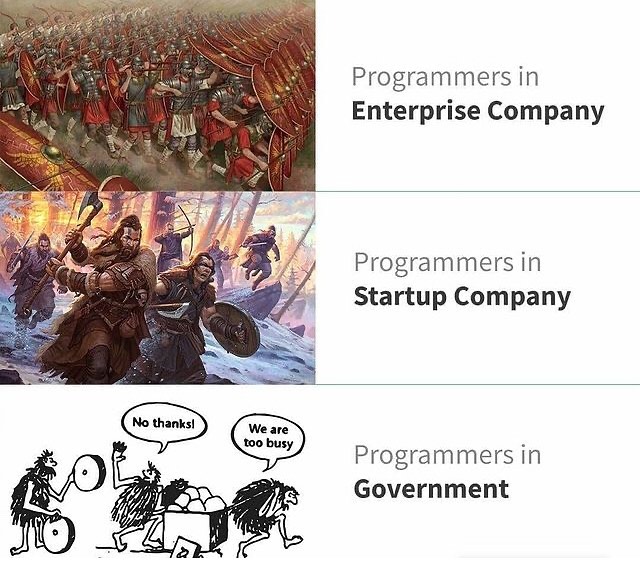 Programmers in
Enterprise Company
Programmers in
Startup Company
No thanks!
We are
too busy
Programmers in
Government